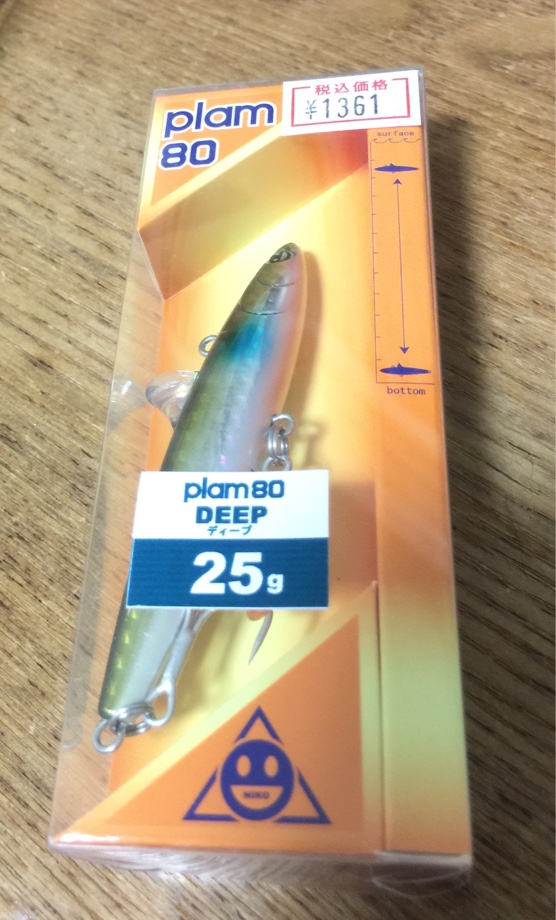 税込価格
¥1361
plam
80
surface
bottom
plam80
DEEP
ディープ
25g
NIKO